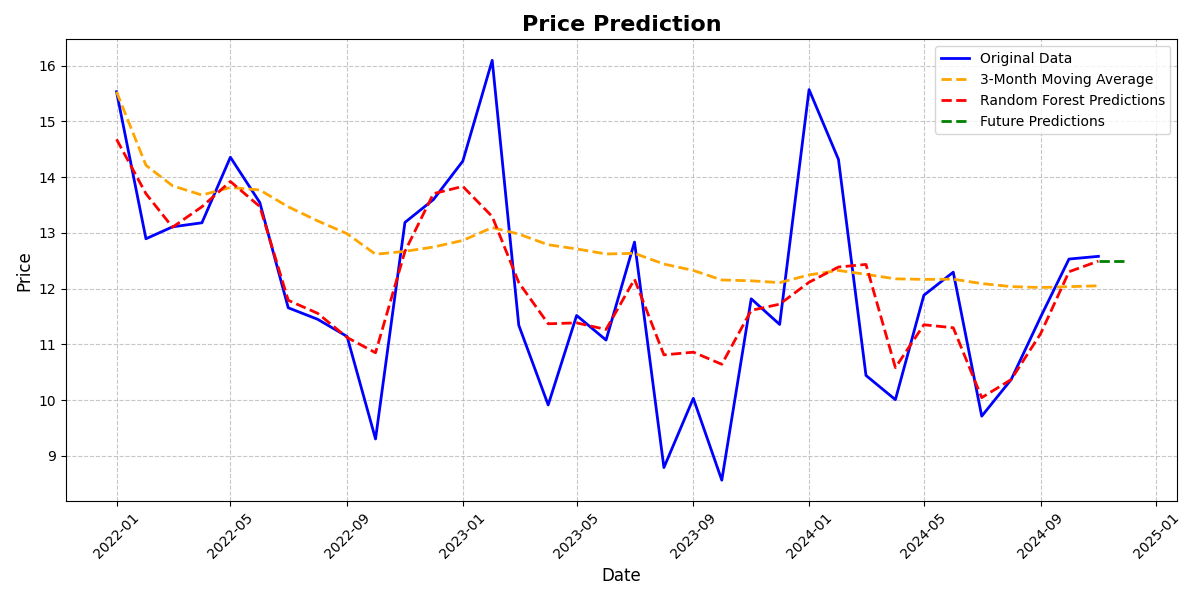 Price Prediction
Original Data
3-Month Moving Average
Random Forest Predictions
Future Predictions
Price
16
15
14
13
12
11
10
9
2022-01
2022-05
2022-09
2023-01
2023-05
2023-09
2024-01
2024-05
2024-09
2025-01
Date